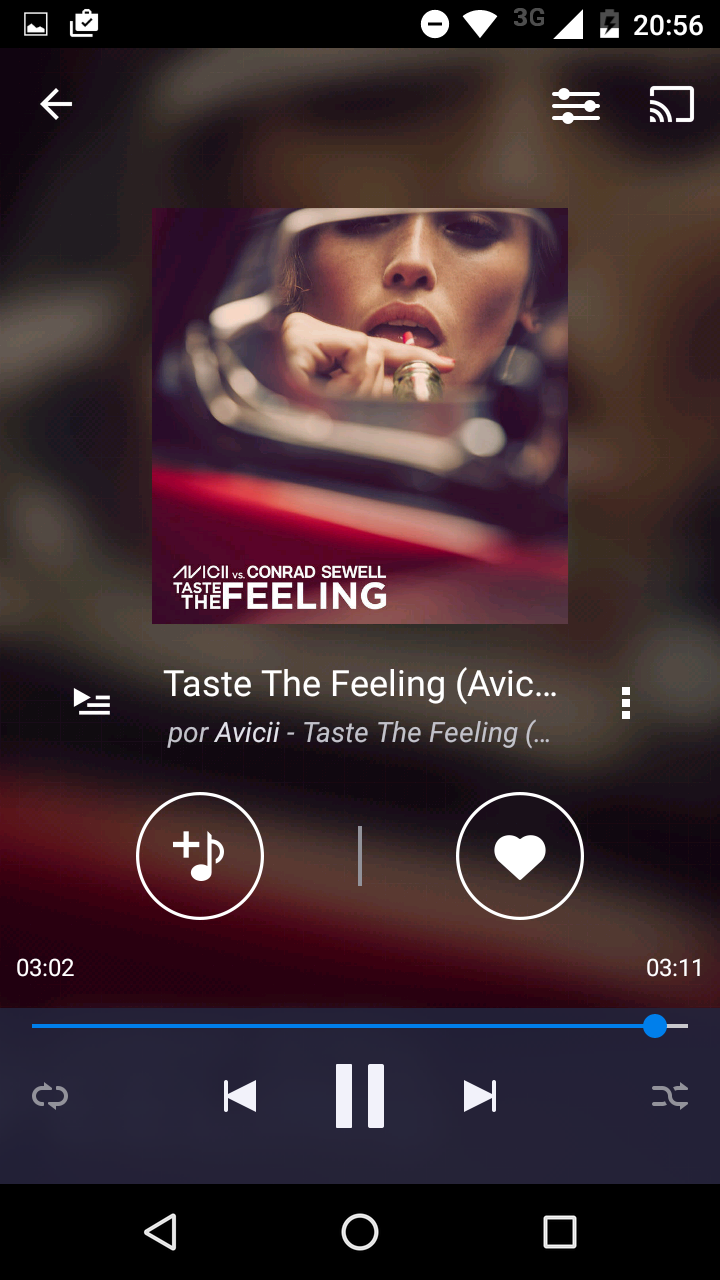 3G 20:56
AVICII vs. CONRAD SEWELL
TASTE
THE FEELING
Taste The Feeling (Avic...
por Avicii - Taste The Feeling (...
03:02 03:11